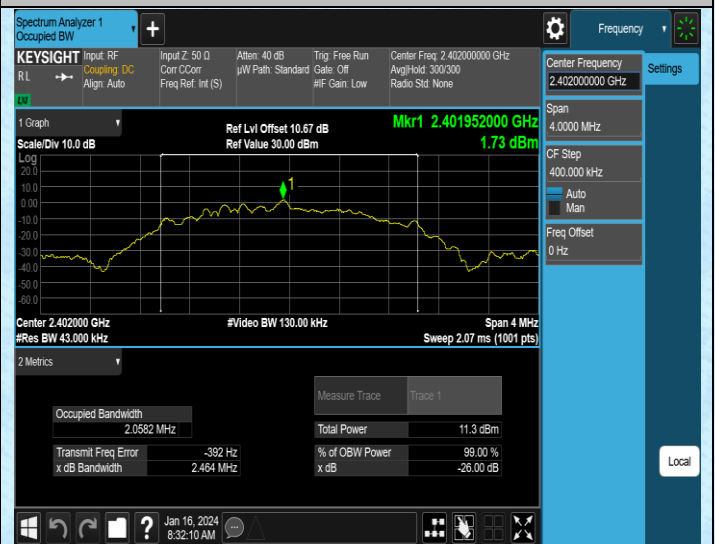 Spectrum Analyzer 1
Occupied BW
+
Frequency
KEYSIGHT
RL
Input: RF
Coupling: DC
Align: Auto
Input Z: 50 Ω
Corr CCorr
Freq Ref: Int (S)
Atten: 40 dB
µW Path: Standard
Trig: Free Run
Gate: Off
#IF Gain: Low
Center Freq: 2.402000000 GHz
Avg|Hold: 300/300
Radio Std: None
LXI
Center Frequency
2.402000000 GHz
Settings
Span
4.0000 MHz
CF Step
400.000 kHz
Auto
Man
Freq Offset
0 Hz
1 Graph
Scale/Div 10.0 dB
Ref Lvl Offset 10.67 dB
Ref Value 30.00 dBm
Mkr1 2.401952000 GHz
1.73 dBm
Log
20.0
10.0
0.00
-10.0
-20.0
-30.0
-40.0
-50.0
-60.0
1
Center 2.402000 GHz
#Res BW 43.000 kHz
#Video BW 130.00 kHz
Span 4 MHz
Sweep 2.07 ms (1001 pts)
2 Metrics
Measure Trace
Trace 1
Occupied Bandwidth
2.0582 MHz
Total Power
11.3 dBm
Transmit Freq Error
-392 Hz
% of OBW Power
99.00 %
x dB Bandwidth
2.464 MHz
x dB
-26.00 dB
Local
?
Jan 16, 2024
8:32:10 AM